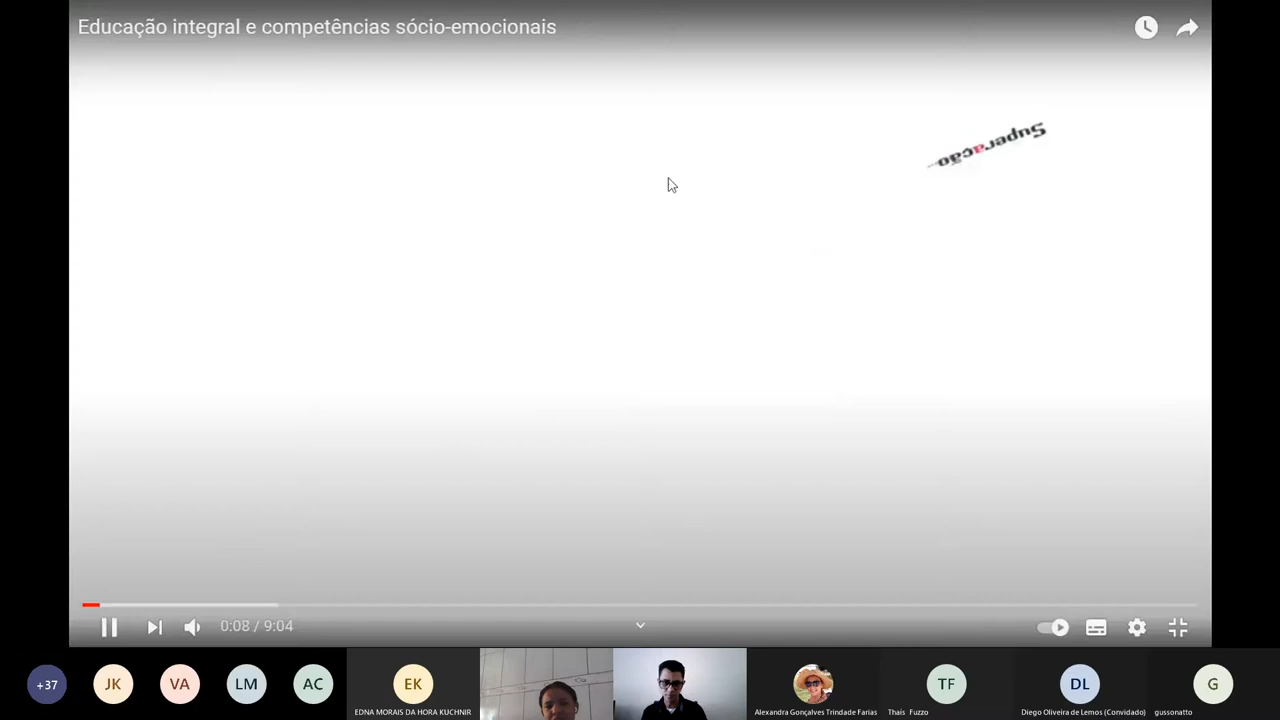 Educação integral e competências sócio-emocionais
Superação
0:08 / 9:04
+37
JK
VA
LM
AC
EK
EDNA MORAIS DA HORA KUCHNIR
Alexandra Gonçalves Trindade Farias
TF
Thaís Fuzzo
DL
Diego Oliveira de Lemos (Convidado)
G
gussonatto